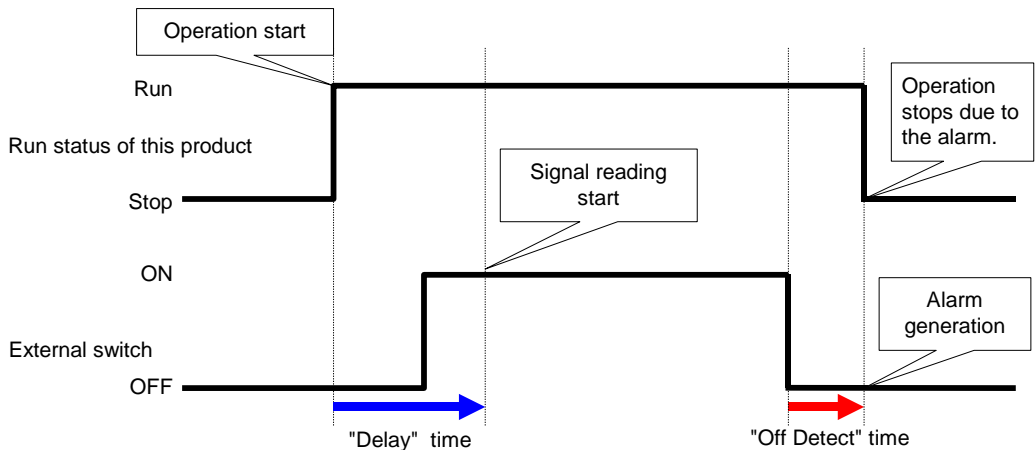 Operation start
Run
Operation
stops due to
the alarm.
Run status of this product
Signal reading
start
Stop
ON
Alarm
generation
External switch
OFF
"Delay" time
"Off Detect" time